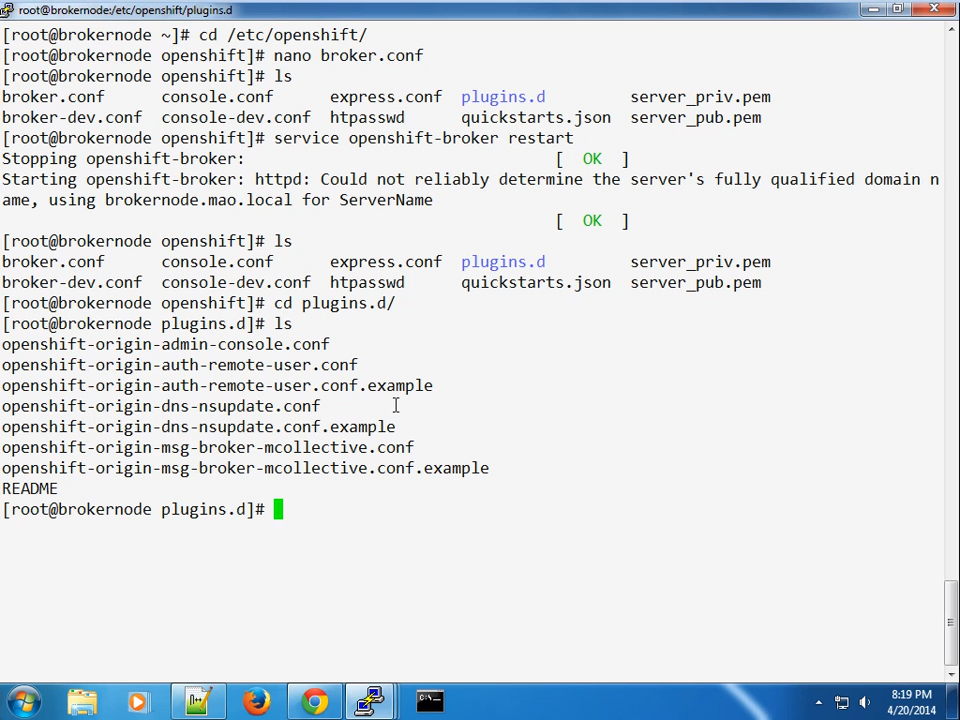 root@brokernode:/etc/openshift/plugins.d
[root@brokernode ~]# cd /etc/openshift/
[root@brokernode openshift]# nano broker.conf
[root@brokernode openshift]# ls
broker.conf console.conf express.conf plugins.d server_priv.pem
broker-dev.conf console-dev.conf htpasswd quickstarts.json server_pub.pem
[root@brokernode openshift]# service openshift-broker restart
Stopping openshift-broker: [ OK ]
Starting openshift-broker: httpd: Could not reliably determine the server's fully qualified domain n
ame, using brokernode.mao.local for ServerName
[ OK ]
[root@brokernode openshift]# ls
broker.conf console.conf express.conf plugins.d server_priv.pem
broker-dev.conf console-dev.conf htpasswd quickstarts.json server_pub.pem
[root@brokernode openshift]# cd plugins.d/
[root@brokernode plugins.d]# ls
openshift-origin-admin-console.conf
openshift-origin-auth-remote-user.conf
openshift-origin-auth-remote-user.conf.example
openshift-origin-dns-nsupdate.conf
openshift-origin-dns-nsupdate.conf.example
openshift-origin-msg-broker-mcollective.conf
openshift-origin-msg-broker-mcollective.conf.example
README
[root@brokernode plugins.d]#
8:19 PM
4/20/2014